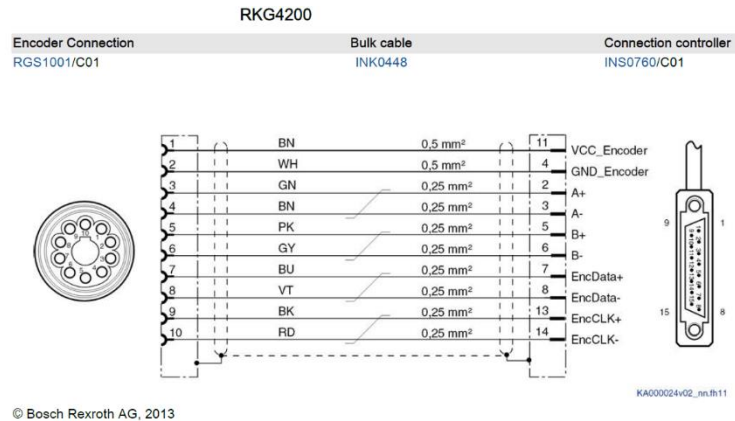 RKG4200
Encoder Connection Bulk cable Connection controller
RGS1001/C01 INK0448 INS0760/C01
1 BN 0,5 mm² 11 VCC_Encoder
2 WH 0,5 mm² 4 GND_Encoder
3 GN 0,25 mm² 2 A+
4 BN 0,25 mm² 3 A-
5 PK 0,25 mm² 5 B+
6 GY 0,25 mm² 6 B-
7 BU 0,25 mm² 7 EncData+
8 VT 0,25 mm² 8 EncData-
9 BK 0,25 mm² 13 EncCLK+
10 RD 0,25 mm² 14 EncCLK-
9 1
15 8
KA000024v02_nn.fh11
© Bosch Rexroth AG, 2013